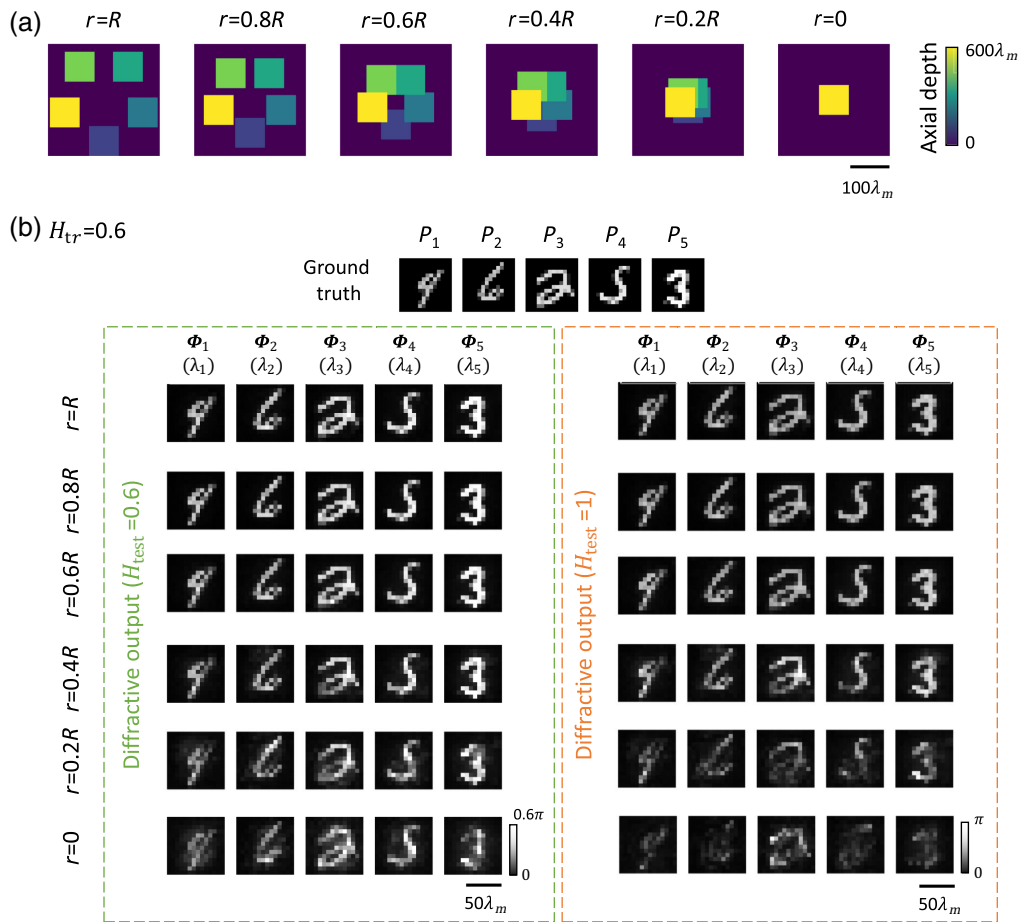 (a)
r=R r=0.8R r=0.6R r=0.4R r=0.2R r=0
Axial depth
600λm
0
100λm
(b) Htr=0.6
P1 P2 P3 P4 P5
Ground
truth
Diffractive output (Htest=0.6)
Φ1 Φ2 Φ3 Φ4 Φ5
(λ1) (λ2) (λ3) (λ4) (λ5)
r=R
r=0.8R
r=0.6R
r=0.4R
r=0.2R
r=0
0.6π
0
50λm
Diffractive output (Htest=1)
Φ1 Φ2 Φ3 Φ4 Φ5
(λ1) (λ2) (λ3) (λ4) (λ5)
π
0
50λm